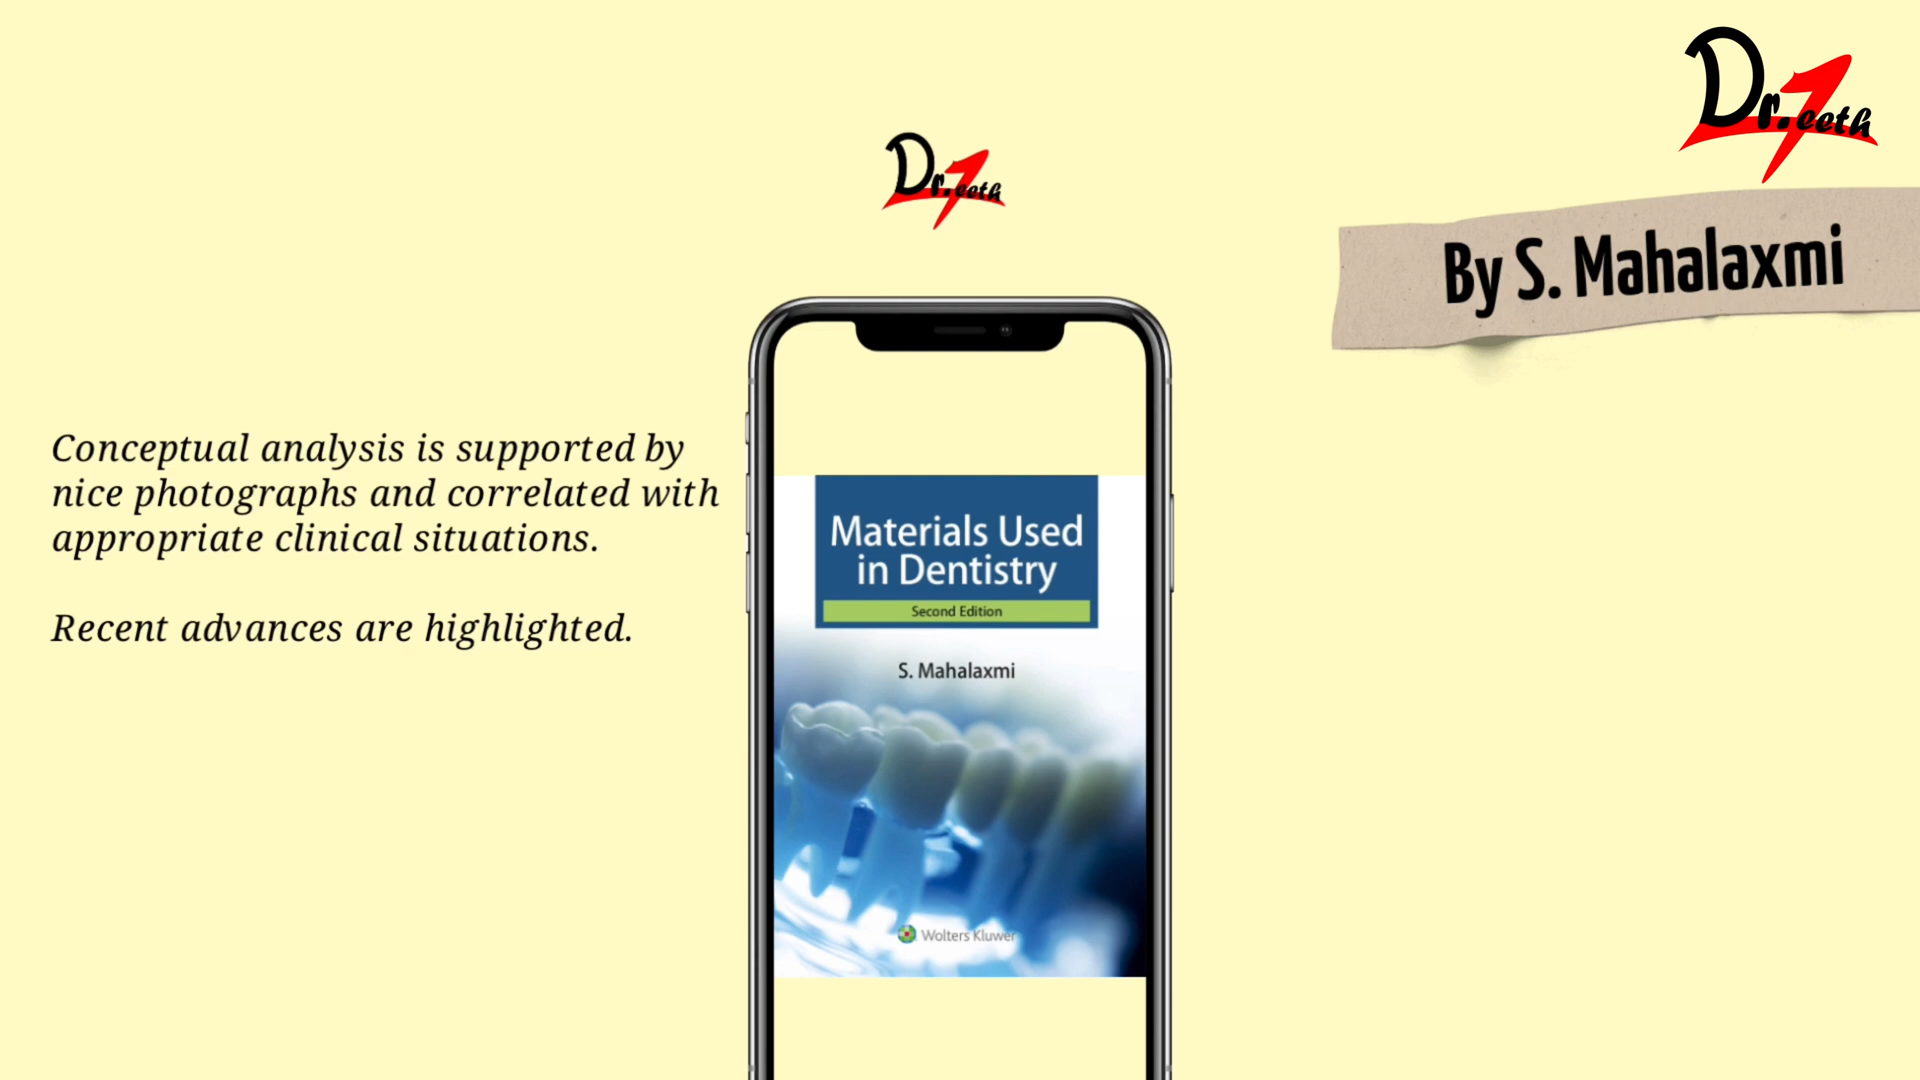 Dr. Teeth
Dr. Teeth
By S. Mahalaxmi
Conceptual analysis is supported by
nice photographs and correlated with
appropriate clinical situations.
Recent advances are highlighted.
Materials Used
in Dentistry
Second Edition
S. Mahalaxmi
Wolters Kluwer